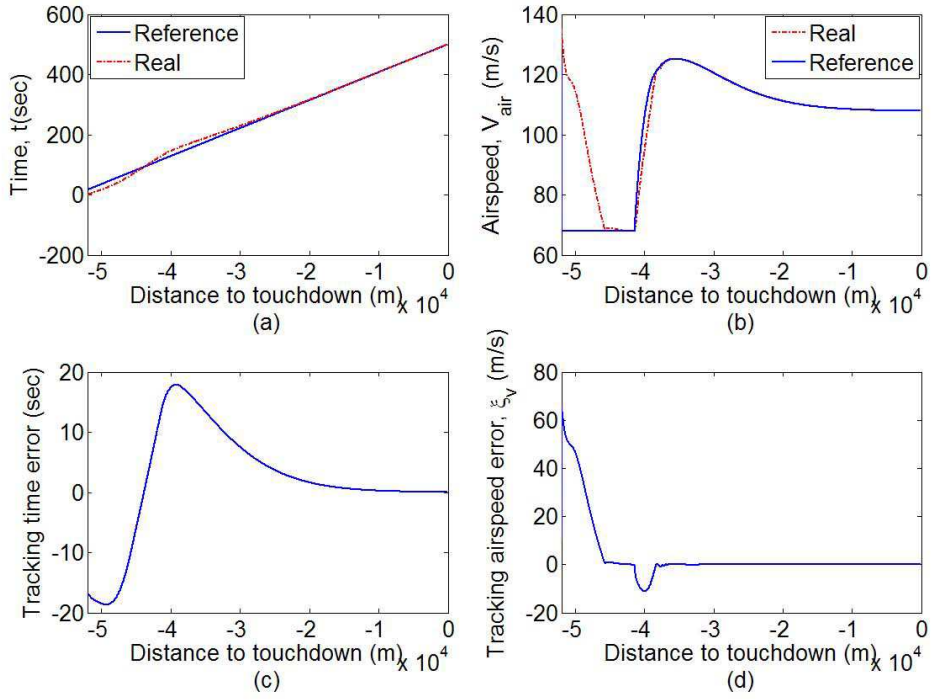 600
400
200
0
-200
Time, t(sec)
Reference
Real
-5 -4 -3 -2 -1 0
Distance to touchdown (m)
x 10^4
(a)
140
120
100
80
60
Airspeed, V_air (m/s)
Real
Reference
-5 -4 -3 -2 -1 0
Distance to touchdown (m)
x 10^4
(b)
20
10
0
-10
-20
Tracking time error (sec)
-5 -4 -3 -2 -1 0
Distance to touchdown (m)
x 10^4
(c)
80
60
40
20
0
-20
Tracking airspeed error, ξ_v (m/s)
-5 -4 -3 -2 -1 0
Distance to touchdown (m)
x 10^4
(d)